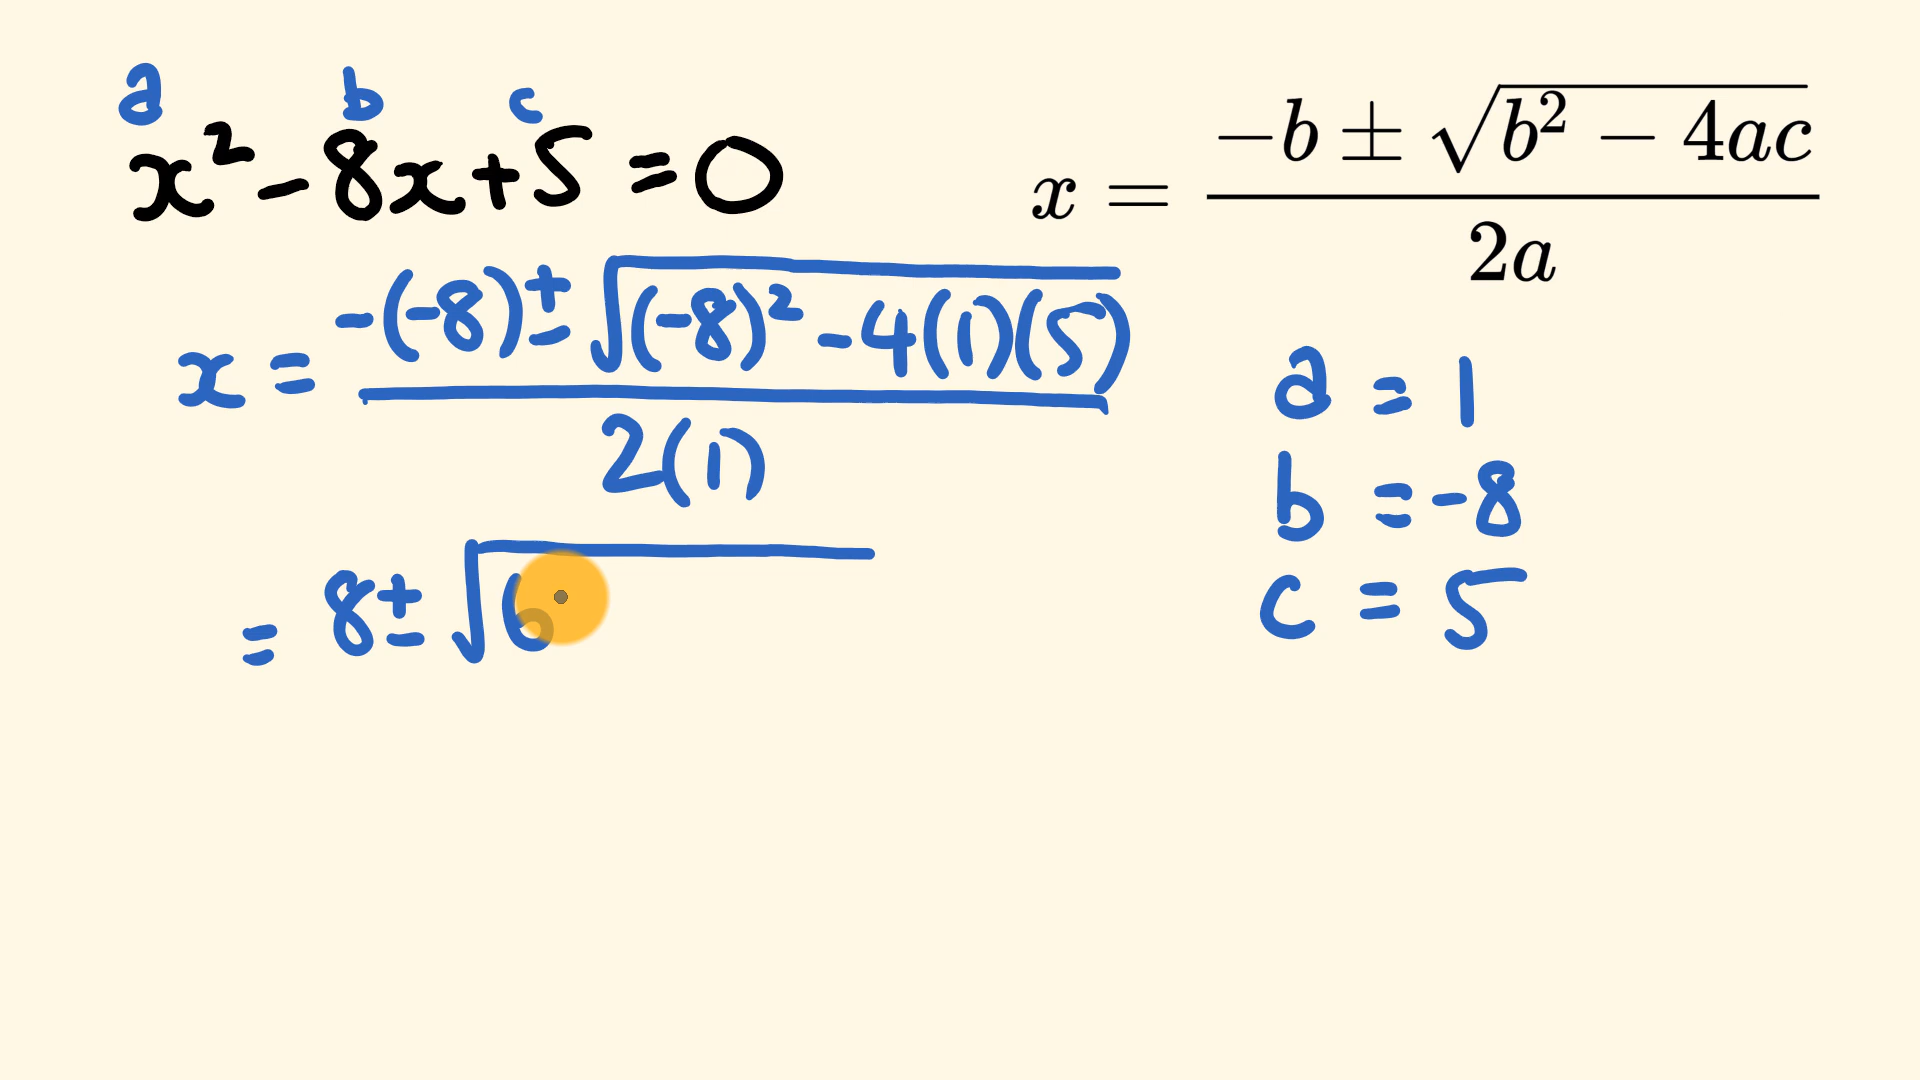 a b c
x² - 8x + 5 = 0
x = (-b ± √(b² - 4ac)) / (2a)
x = (-(-8) ± √((-8)² - 4(1)(5))) / (2(1))
a = 1
b = -8
c = 5
= 8 ± √6